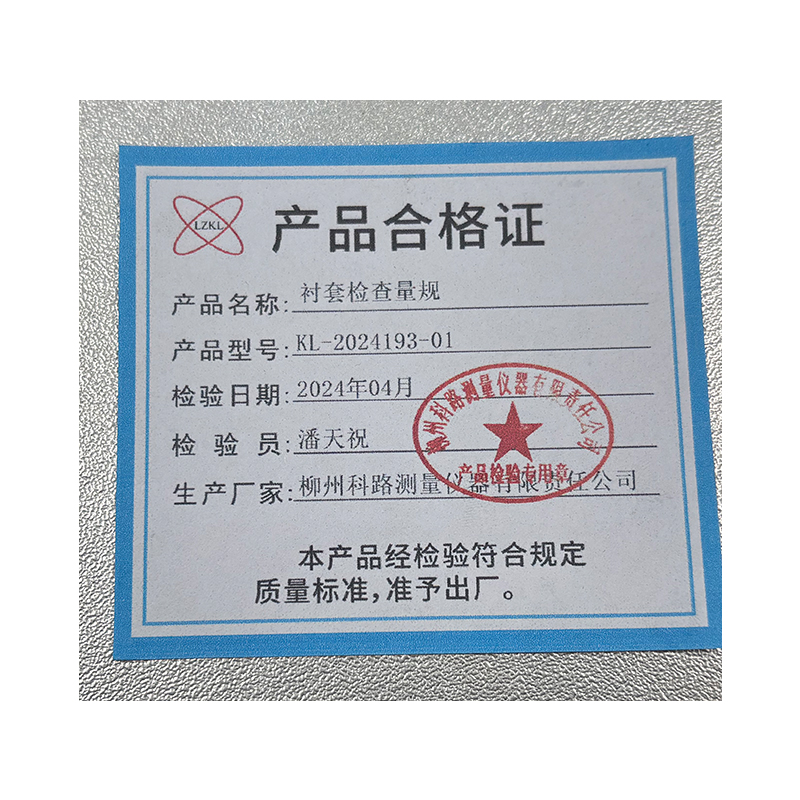 LZKL
产品合格证
产品名称: 衬套检查量规
产品型号: KL-2024193-01
检验日期: 2024年04月
检验员: 潘天祝
生产厂家: 柳州科路测量仪器有限责任公司
柳州科路测量仪器有限责任公司
产品检验专用章
本产品经检验符合规定
质量标准,准予出厂。